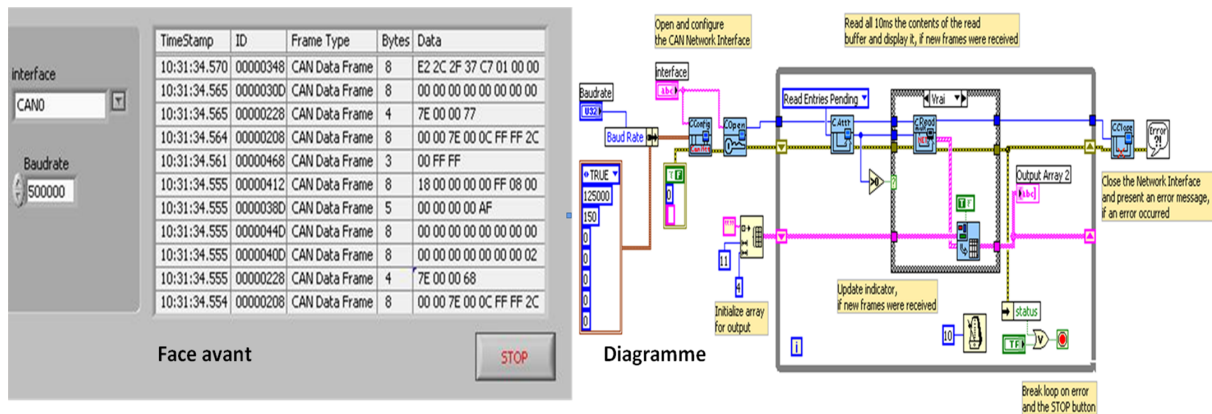 interface
CAN0
Baudrate
500000
TimeStamp ID Frame Type Bytes Data
10:31:34.570 00000348 CAN Data Frame 8 E2 2C 2F 37 C7 01 00 00
10:31:34.565 0000030D CAN Data Frame 8 00 00 00 00 00 00 00 00
10:31:34.565 00000228 CAN Data Frame 4 7E 00 00 77
10:31:34.564 00000208 CAN Data Frame 8 00 00 7E 00 0C FF FF 2C
10:31:34.561 00000468 CAN Data Frame 3 00 FF FF
10:31:34.555 00000412 CAN Data Frame 8 18 00 00 00 00 FF 08 00
10:31:34.555 0000038D CAN Data Frame 5 00 00 00 00 AF
10:31:34.555 0000044D CAN Data Frame 8 00 00 00 00 00 00 00 00
10:31:34.555 0000040D CAN Data Frame 8 00 00 00 00 00 00 00 02
10:31:34.555 00000228 CAN Data Frame 4 7E 00 00 68
10:31:34.554 00000208 CAN Data Frame 8 00 00 7E 00 0C FF FF 2C
Face avant
STOP
Open and configure
the CAN Network Interface
Read all 10ms the contents of the read
buffer and display it, if new frames were received
interface
abc
Baudrate
U32
Baud Rate
CConfig
COpen
Read Entries Pending
C.Attr
Vrai
C.Read
NET
CClose
Error
?!
TRUE
125000
150
0
0
0
0
0
0
T F
0
>0
?
T F
Output Array 2
abc
Close the Network Interface
and present an error message,
if an error occurred
11
4
Initialize array
for output
Update indicator,
if new frames were received
10
status
TF
V
i
Diagramme
Break loop on error
and the STOP button